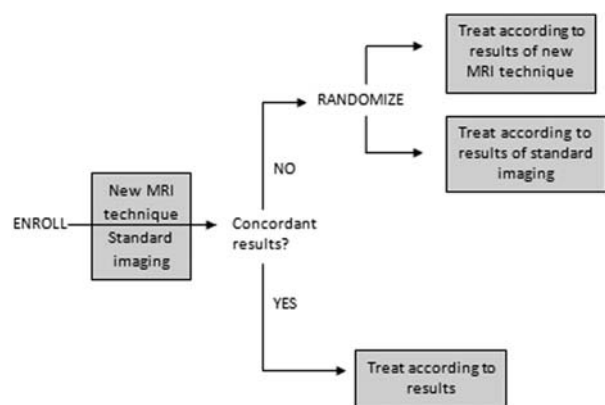 Treat according to
results of new
MRI technique
RANDOMIZE
Treat according to
results of standard
imaging
NO
New MRI
technique
Standard
imaging
ENROLL
Concordant
results?
YES
Treat according to
results